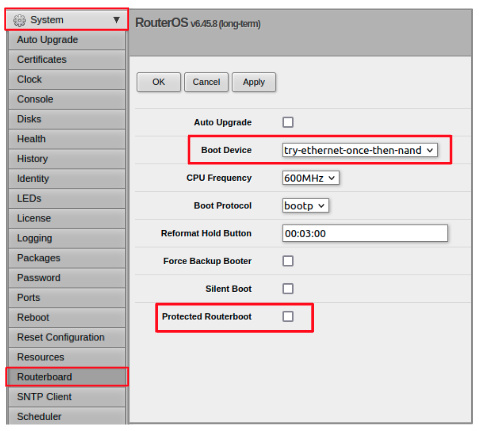 System ▼
RouterOS v6.45.8 (long-term)
Auto Upgrade
Certificates
Clock
Console
Disks
Health
History
Identity
LEDs
License
Logging
Packages
Password
Ports
Reboot
Reset Configuration
Resources
Routerboard
SNTP Client
Scheduler
OK Cancel Apply
Auto Upgrade
Boot Device try-ethernet-once-then-nand
CPU Frequency 600MHz
Boot Protocol bootp
Reformat Hold Button 00:03:00
Force Backup Booter
Silent Boot
Protected Routerboot